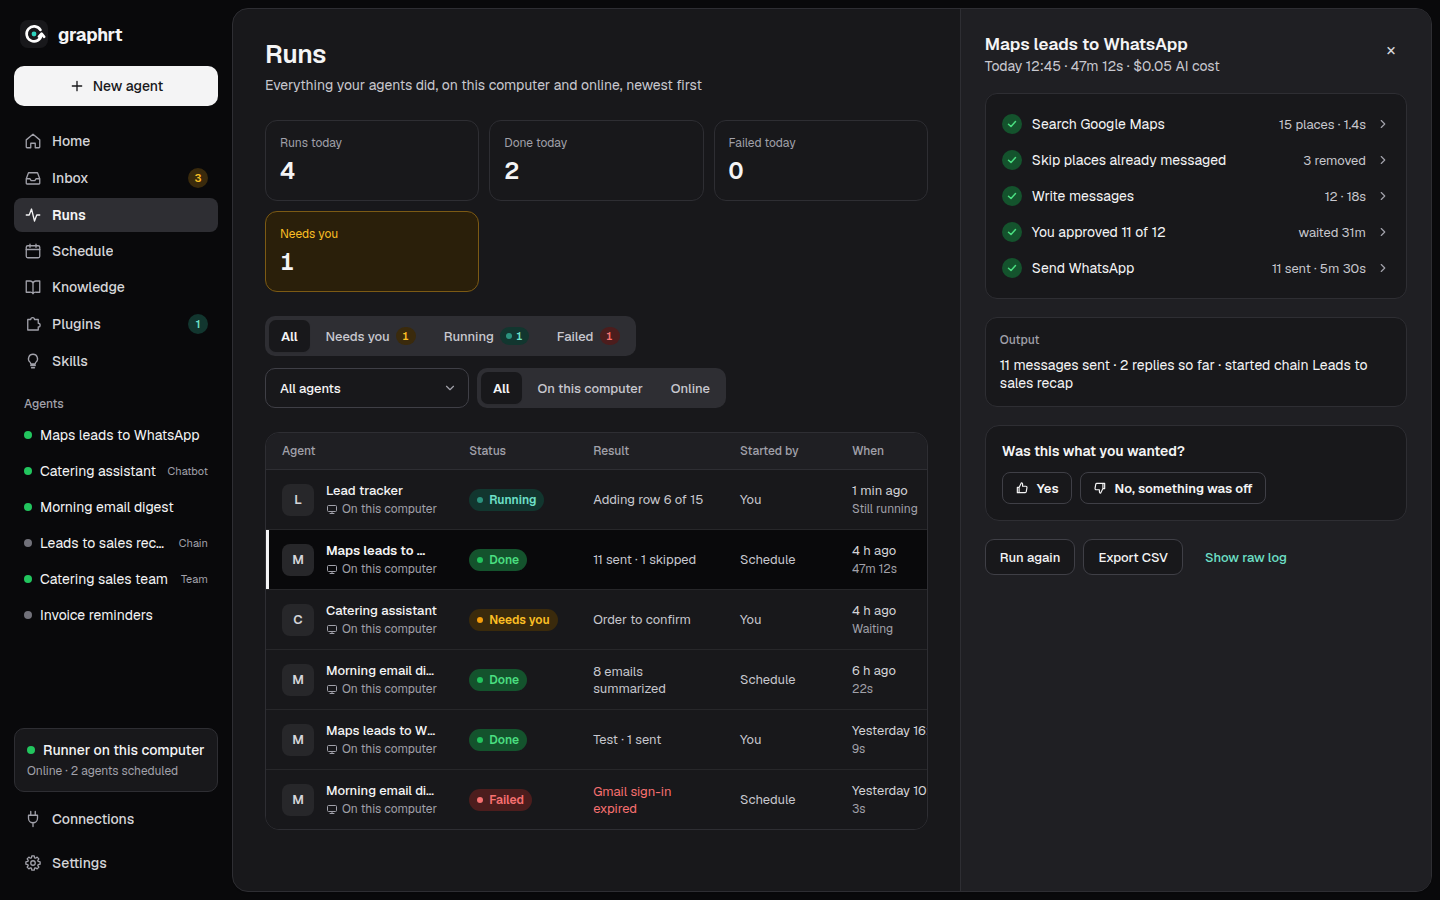 graphrt
New agent
Home
Inbox 3
Runs
Schedule
Knowledge
Plugins 1
Skills
Agents
Maps leads to WhatsApp
Catering assistant Chatbot
Morning email digest
Leads to sales rec... Chain
Catering sales team Team
Invoice reminders
Runner on this computer
Online · 2 agents scheduled
Connections
Settings
Runs
Everything your agents did, on this computer and online, newest first
Runs today
4
Done today
2
Failed today
0
Needs you
1
All Needs you 1 Running 1 Failed 1
All agents
All On this computer Online
Agent Status Result Started by When
L Lead tracker Running Adding row 6 of 15 You 1 min ago
On this computer Still running
M Maps leads to ... Done 11 sent · 1 skipped Schedule 4 h ago
On this computer 47m 12s
C Catering assistant Needs you Order to confirm You 4 h ago
On this computer Waiting
M Morning email di... Done 8 emails summarized Schedule 6 h ago
On this computer 22s
M Maps leads to W... Done Test · 1 sent You Yesterday 16
On this computer 9s
M Morning email di... Failed Gmail sign-in expired Schedule Yesterday 10
On this computer 3s
Maps leads to WhatsApp
Today 12:45 · 47m 12s · $0.05 AI cost
Search Google Maps 15 places · 1.4s
Skip places already messaged 3 removed
Write messages 12 · 18s
You approved 11 of 12 waited 31m
Send WhatsApp 11 sent · 5m 30s
Output
11 messages sent · 2 replies so far · started chain Leads to
sales recap
Was this what you wanted?
Yes No, something was off
Run again Export CSV Show raw log